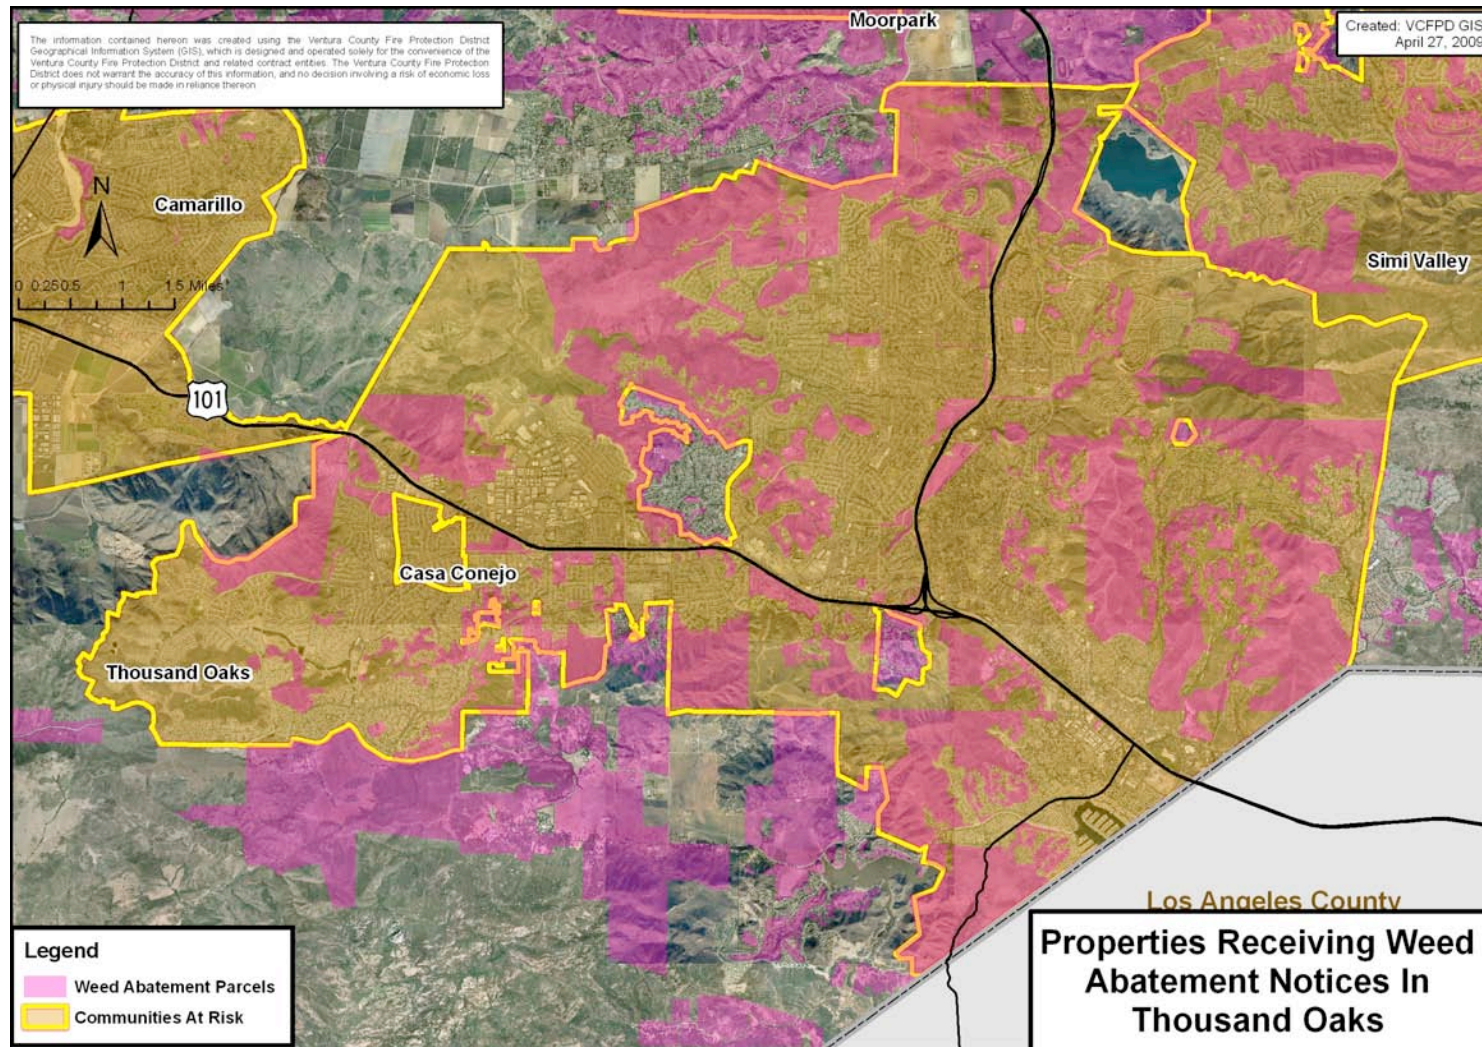 The information contained hereon was created using the Ventura County Fire Protection District
Geographical Information System (GIS), which is designed and operated solely for the convenience of the
Ventura County Fire Protection District and related contract entities. The Ventura County Fire Protection
District does not warrant the accuracy of this information, and no decision involving a risk of economic loss
or physical injury should be made in reliance thereon
Moorpark
Created: VCFPD GIS
April 27, 2009
N
Camarillo
Simi Valley
0 0.25 0.5 1 1.5 Miles
101
Casa Conejo
Thousand Oaks
Los Angeles County
Legend
Weed Abatement Parcels
Communities At Risk
Properties Receiving Weed
Abatement Notices In
Thousand Oaks